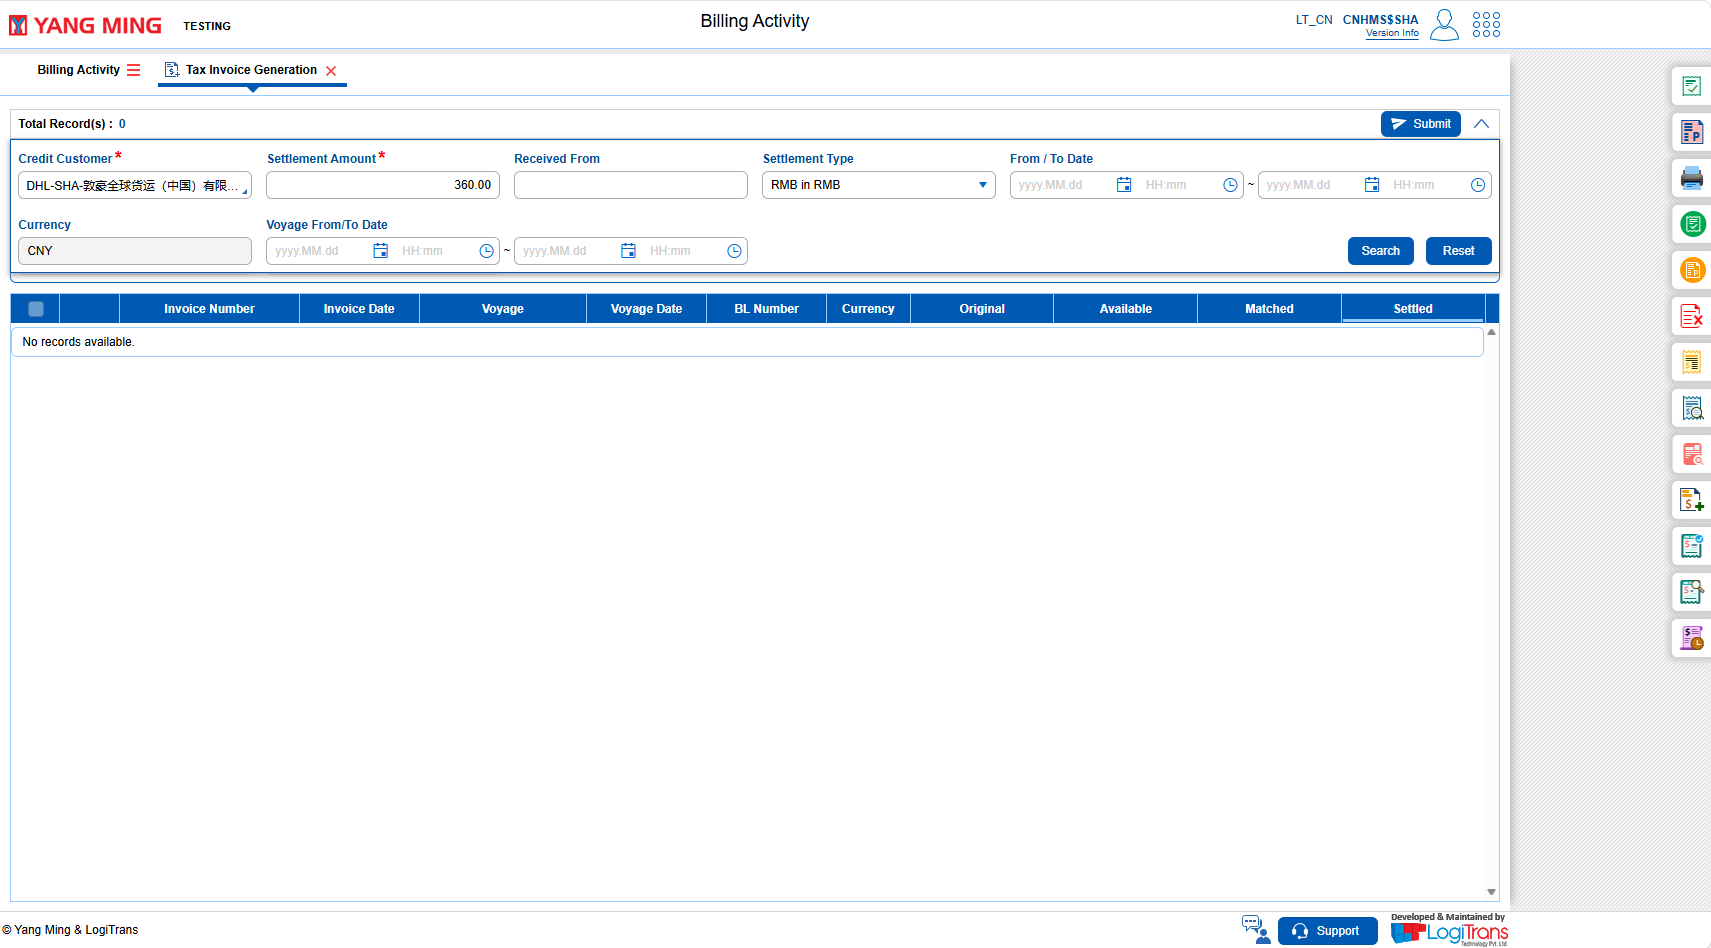 YANG MING
TESTING
Billing Activity
LT_CN
CNHMS$SHA
Version Info
Billing Activity
Tax Invoice Generation
Total Record(s) : 0
Submit
Credit Customer*
Settlement Amount*
Received From
Settlement Type
From / To Date
DHL-SHA-敦豪全球货运（中国）有限...
360.00
RMB in RMB
yyyy.MM.dd
HH:mm
~
yyyy.MM.dd
HH:mm
Currency
Voyage From/To Date
CNY
yyyy.MM.dd
HH:mm
~
yyyy.MM.dd
HH:mm
Search
Reset
Invoice Number
Invoice Date
Voyage
Voyage Date
BL Number
Currency
Original
Available
Matched
Settled
No records available.
© Yang Ming & LogiTrans
Support
Developed & Maintained by
LogiTrans
Technology Pvt. Ltd.